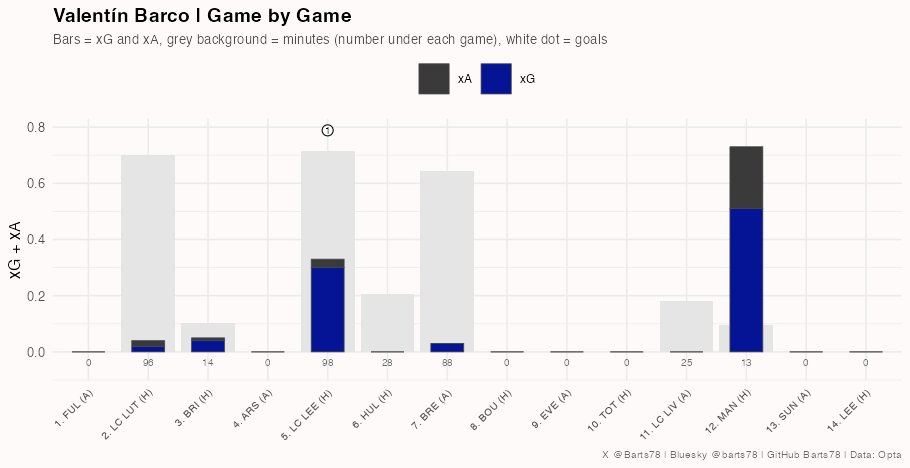 Valentín Barco | Game by Game
Bars = xG and xA, grey background = minutes (number under each game), white dot = goals
xA xG
xG + xA
0.8
0.6
0.4
0.2
0.0
1
0 96 14 0 98 28 88 0 0 0 25 13 0 0
1. FUL (A)
2. LC LUT (H)
3. BRI (H)
4. ARS (A)
5. LC LEE (H)
6. HUL (H)
7. BRE (A)
8. BOU (H)
9. EVE (A)
10. TOT (H)
11. LC LIV (A)
12. MAN (H)
13. SUN (A)
14. LEE (H)
X @Barts78 | Bluesky @barts78 | GitHub Barts78 | Data: Opta